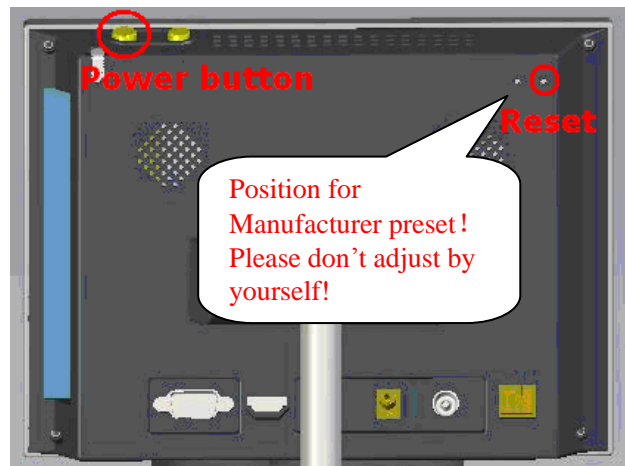 Power button
Reset
Position for
Manufacturer preset!
Please don’t adjust by
yourself!